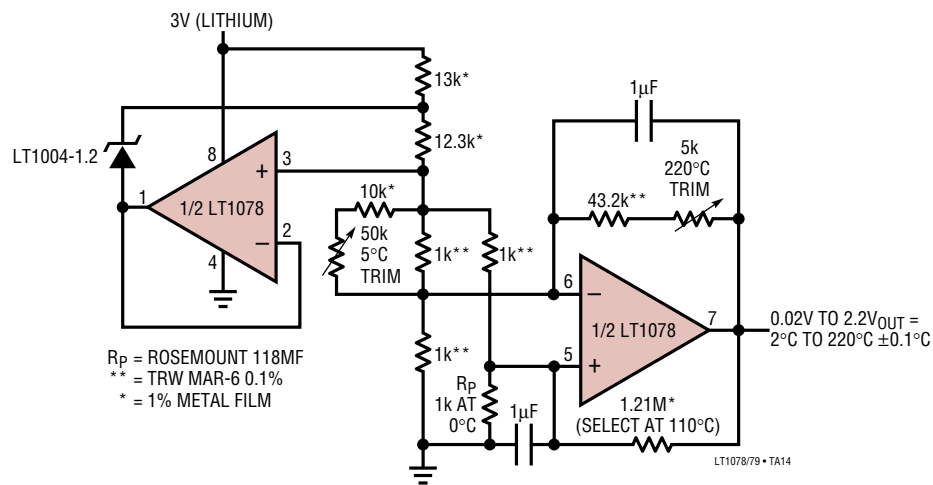 3V (LITHIUM)
13k*
12.3k*
LT1004-1.2
8
3
+
1
1/2 LT1078
2
–
4
10k*
50k
5°C
TRIM
1k**
1k**
1k**
1µF
5k
220°C
TRIM
43.2k**
6
–
1/2 LT1078
7
5
+
0.02V TO 2.2VOUT =
2°C TO 220°C ±0.1°C
RP
1k AT
0°C
1µF
1.21M*
(SELECT AT 110°C)
RP = ROSEMOUNT 118MF
** = TRW MAR-6 0.1%
* = 1% METAL FILM
LT1078/79 • TA14